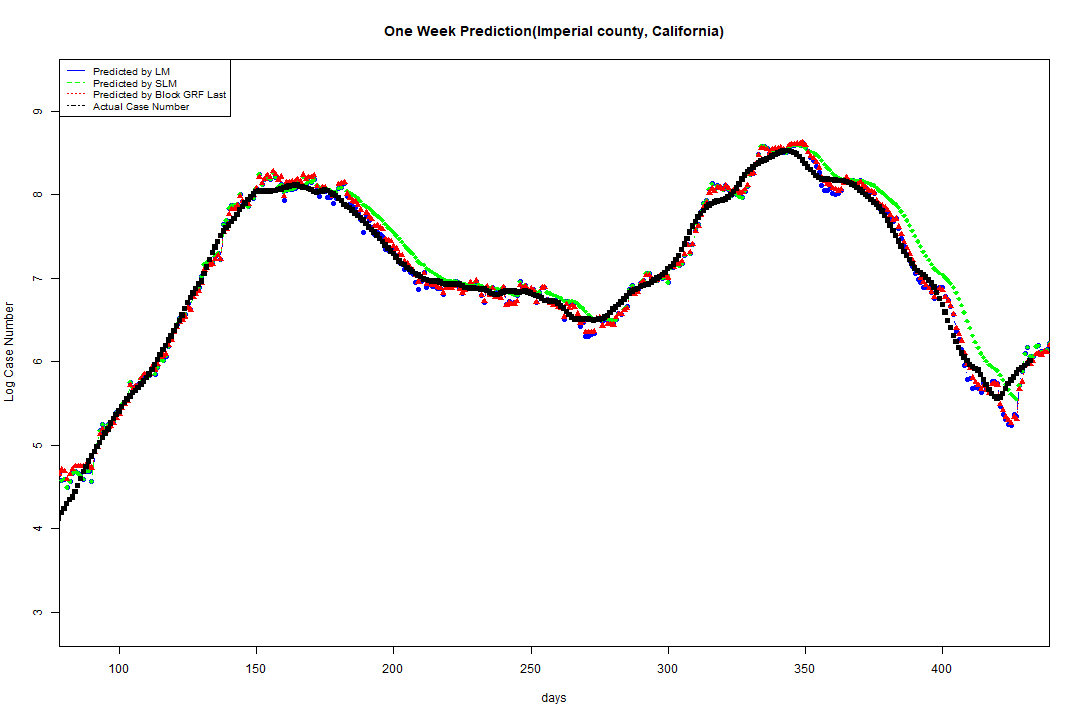 One Week Prediction(Imperial county, California)
Predicted by LM
Predicted by SLM
Predicted by Block GRF Last
Actual Case Number
9
8
7
6
5
4
3
Log Case Number
100 150 200 250 300 350 400
days